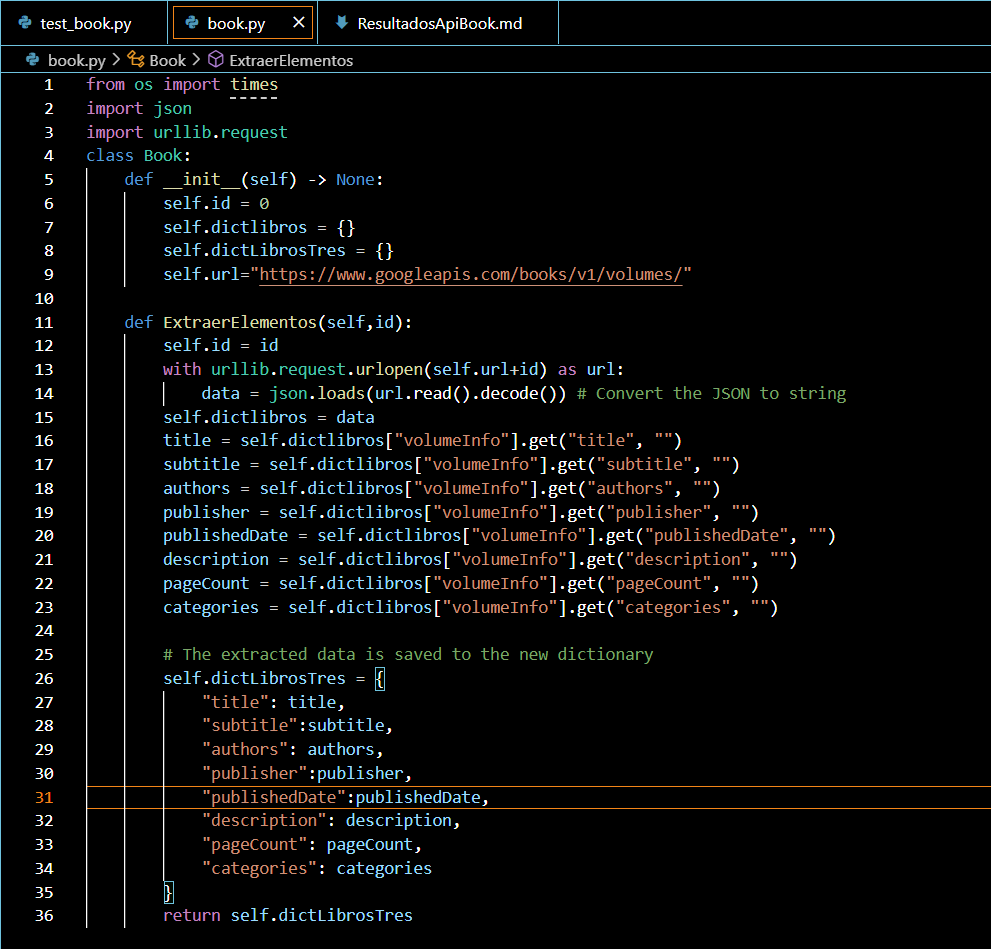 test_book.py book.py × ResultadosApiBook.md
book.py > Book > ExtraerElementos
1 from os import times
2 import json
3 import urllib.request
4 class Book:
5     def __init__(self) -> None:
6         self.id = 0
7         self.dictlibros = {}
8         self.dictLibrosTres = {}
9         self.url="https://www.googleapis.com/books/v1/volumes/"
10
11     def ExtraerElementos(self,id):
12         self.id = id
13         with urllib.request.urlopen(self.url+id) as url:
14             data = json.loads(url.read().decode()) # Convert the JSON to string
15         self.dictlibros = data
16         title = self.dictlibros["volumeInfo"].get("title", "")
17         subtitle = self.dictlibros["volumeInfo"].get("subtitle", "")
18         authors = self.dictlibros["volumeInfo"].get("authors", "")
19         publisher = self.dictlibros["volumeInfo"].get("publisher", "")
20         publishedDate = self.dictlibros["volumeInfo"].get("publishedDate", "")
21         description = self.dictlibros["volumeInfo"].get("description", "")
22         pageCount = self.dictlibros["volumeInfo"].get("pageCount", "")
23         categories = self.dictlibros["volumeInfo"].get("categories", "")
24
25         # The extracted data is saved to the new dictionary
26         self.dictLibrosTres = {
27             "title": title,
28             "subtitle":subtitle,
29             "authors": authors,
30             "publisher":publisher,
31             "publishedDate":publishedDate,
32             "description": description,
33             "pageCount": pageCount,
34             "categories": categories
35         }
36         return self.dictLibrosTres